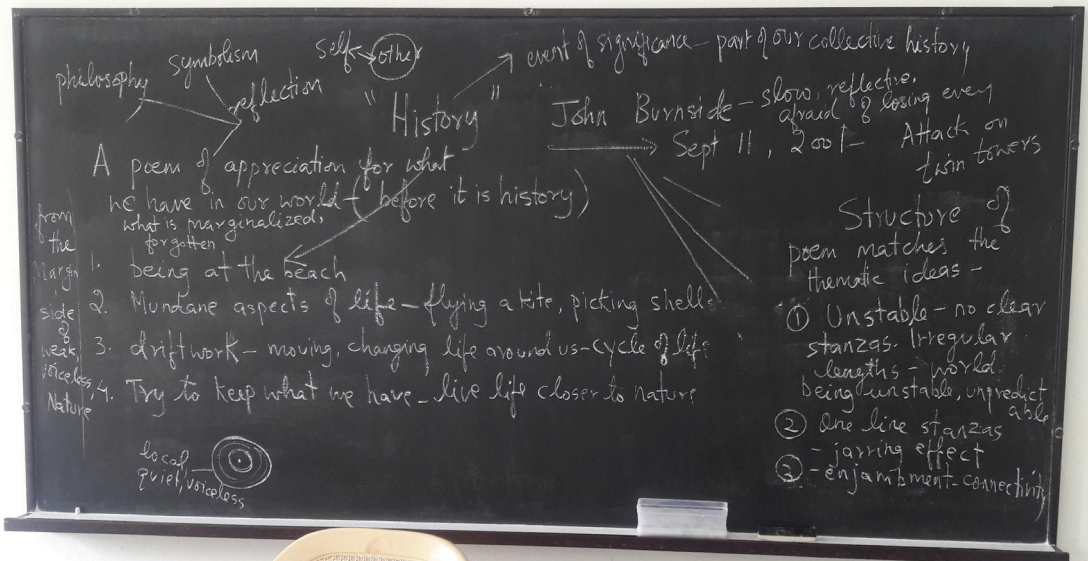 philosophy
symbolism
reflection
self ↔ other
event of significance - part of our collective history
"History"
John Burnside - slow, reflective,
afraid of losing every
Sept 11, 2001 - Attack on
twin towers
A poem of appreciation for what
we have in our world - (before it is history)
what is marginalized,
forgotten
from
the
Margin
side
of
weak,
voiceless,
Nature
1. being at the beach
2. Mundane aspects of life - flying a kite, picking shells
3. driftwork - moving, changing life around us - cycle of life
4. Try to keep what we have - live life closer to nature
local
quiet, voiceless
Structure of
poem matches the
thematic ideas -
① Unstable - no clear
stanzas. Irregular
lengths - world
being unstable, unpredict
able
② One line stanzas
- jarring effect
③ - enjambment - connectivity